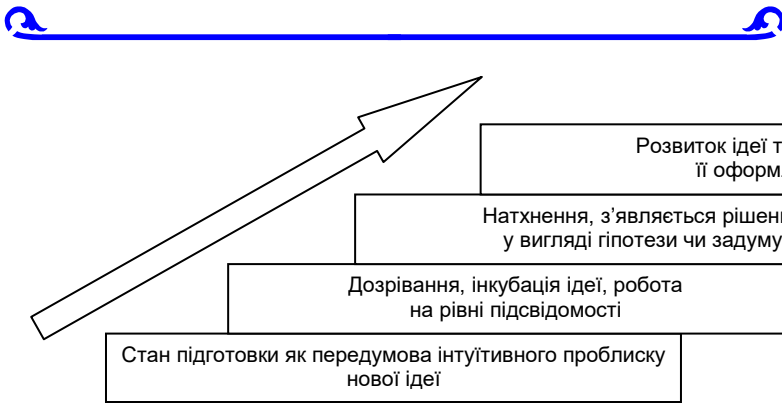 Розвиток ідеї
її
Натхнення, з’являється
у вигляді гіпотези чи задуму
Дозрівання, інкубація ідеї, робота
на рівні підсвідомості
Стан підготовки як передумова інтуїтивного проблиску
нової ідеї